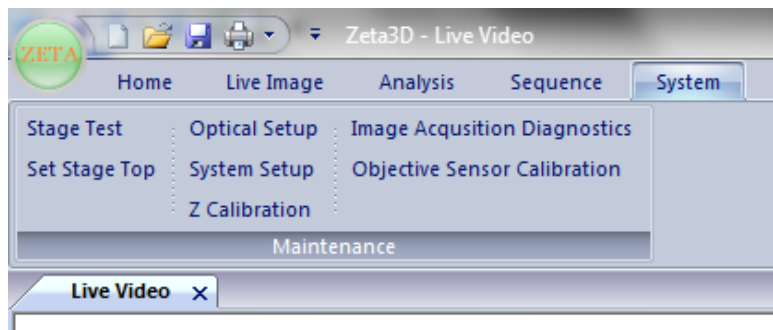 ZETA
Zeta3D - Live Video
Home Live Image Analysis Sequence System
Stage Test Optical Setup Image Acqusition Diagnostics
Set Stage Top System Setup Objective Sensor Calibration
Z Calibration
Maintenance
Live Video x